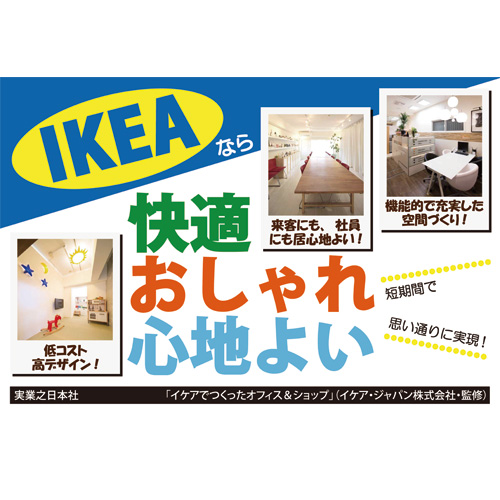 IKEA
なら
快適
おしゃれ
心地よい
来客にも、社員
にも居心地よい！
機能的で充実した
空間づくり！
低コスト
高デザイン！
短期間で
思い通りに実現！
実業之日本社
「イケアでつくったオフィス＆ショップ」（イケア・ジャパン株式会社・監修）